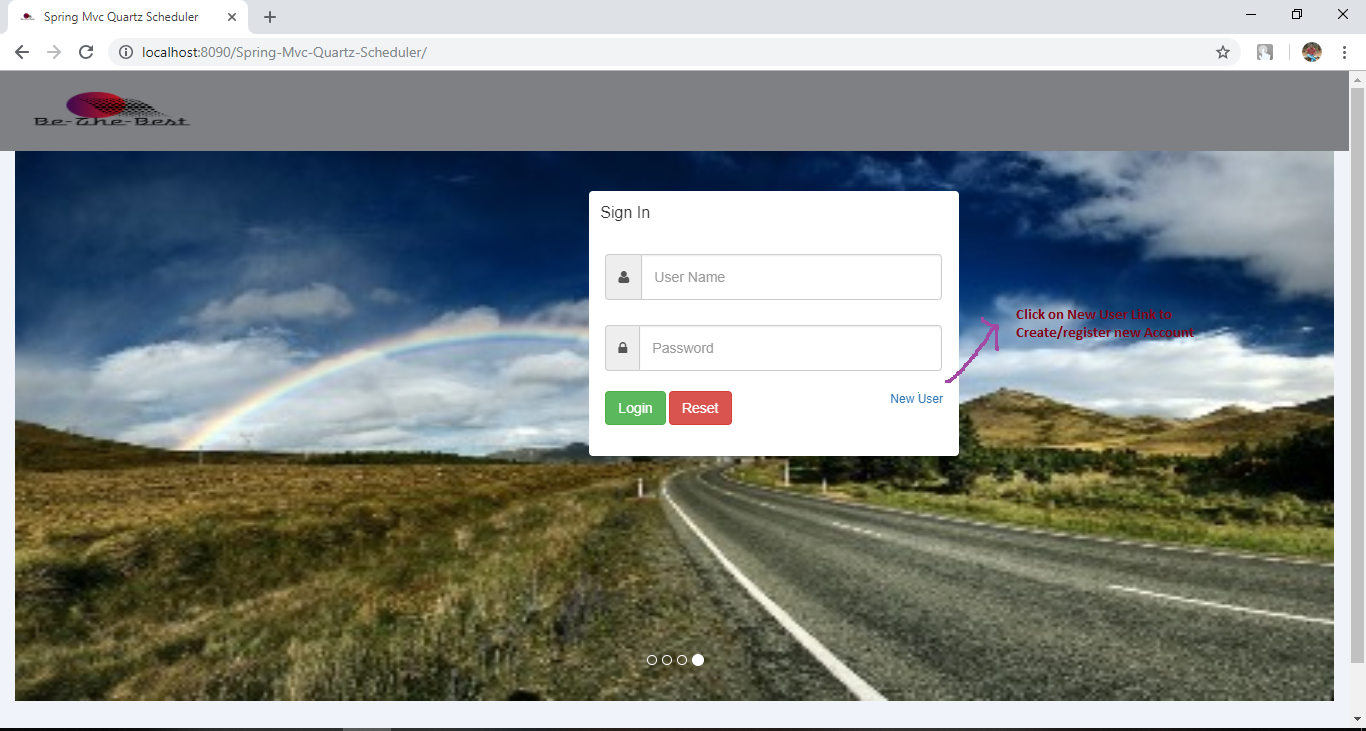 Spring Mvc Quartz Scheduler
localhost:8090/Spring-Mvc-Quartz-Scheduler/
Be-The-Best
Sign In
User Name
Click on New User Link to
Create/register new Account
Password
New User
Login Reset